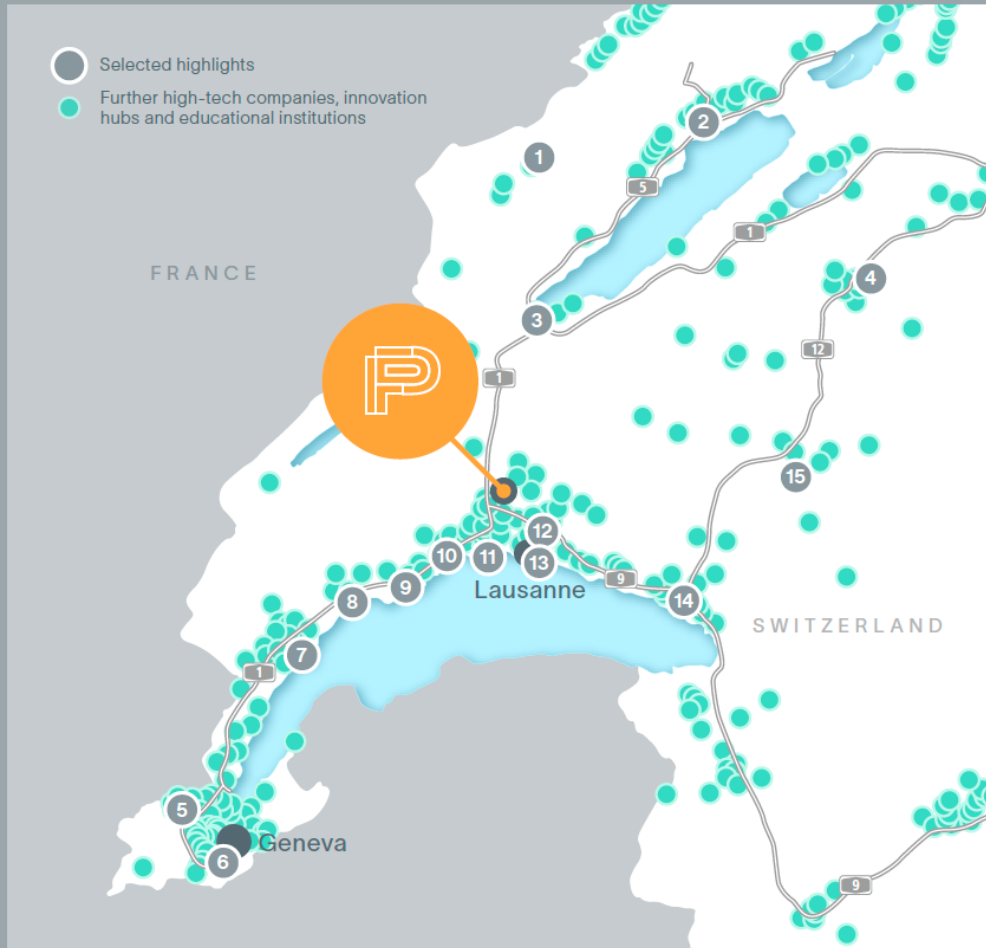 Selected highlights
Further high-tech companies, innovation
hubs and educational institutions
2
1
5
1
FRANCE
4
3
12
1
P
15
12
10
11
13
Lausanne
9
9
8
14
SWITZERLAND
7
1
5
Geneva
6
9